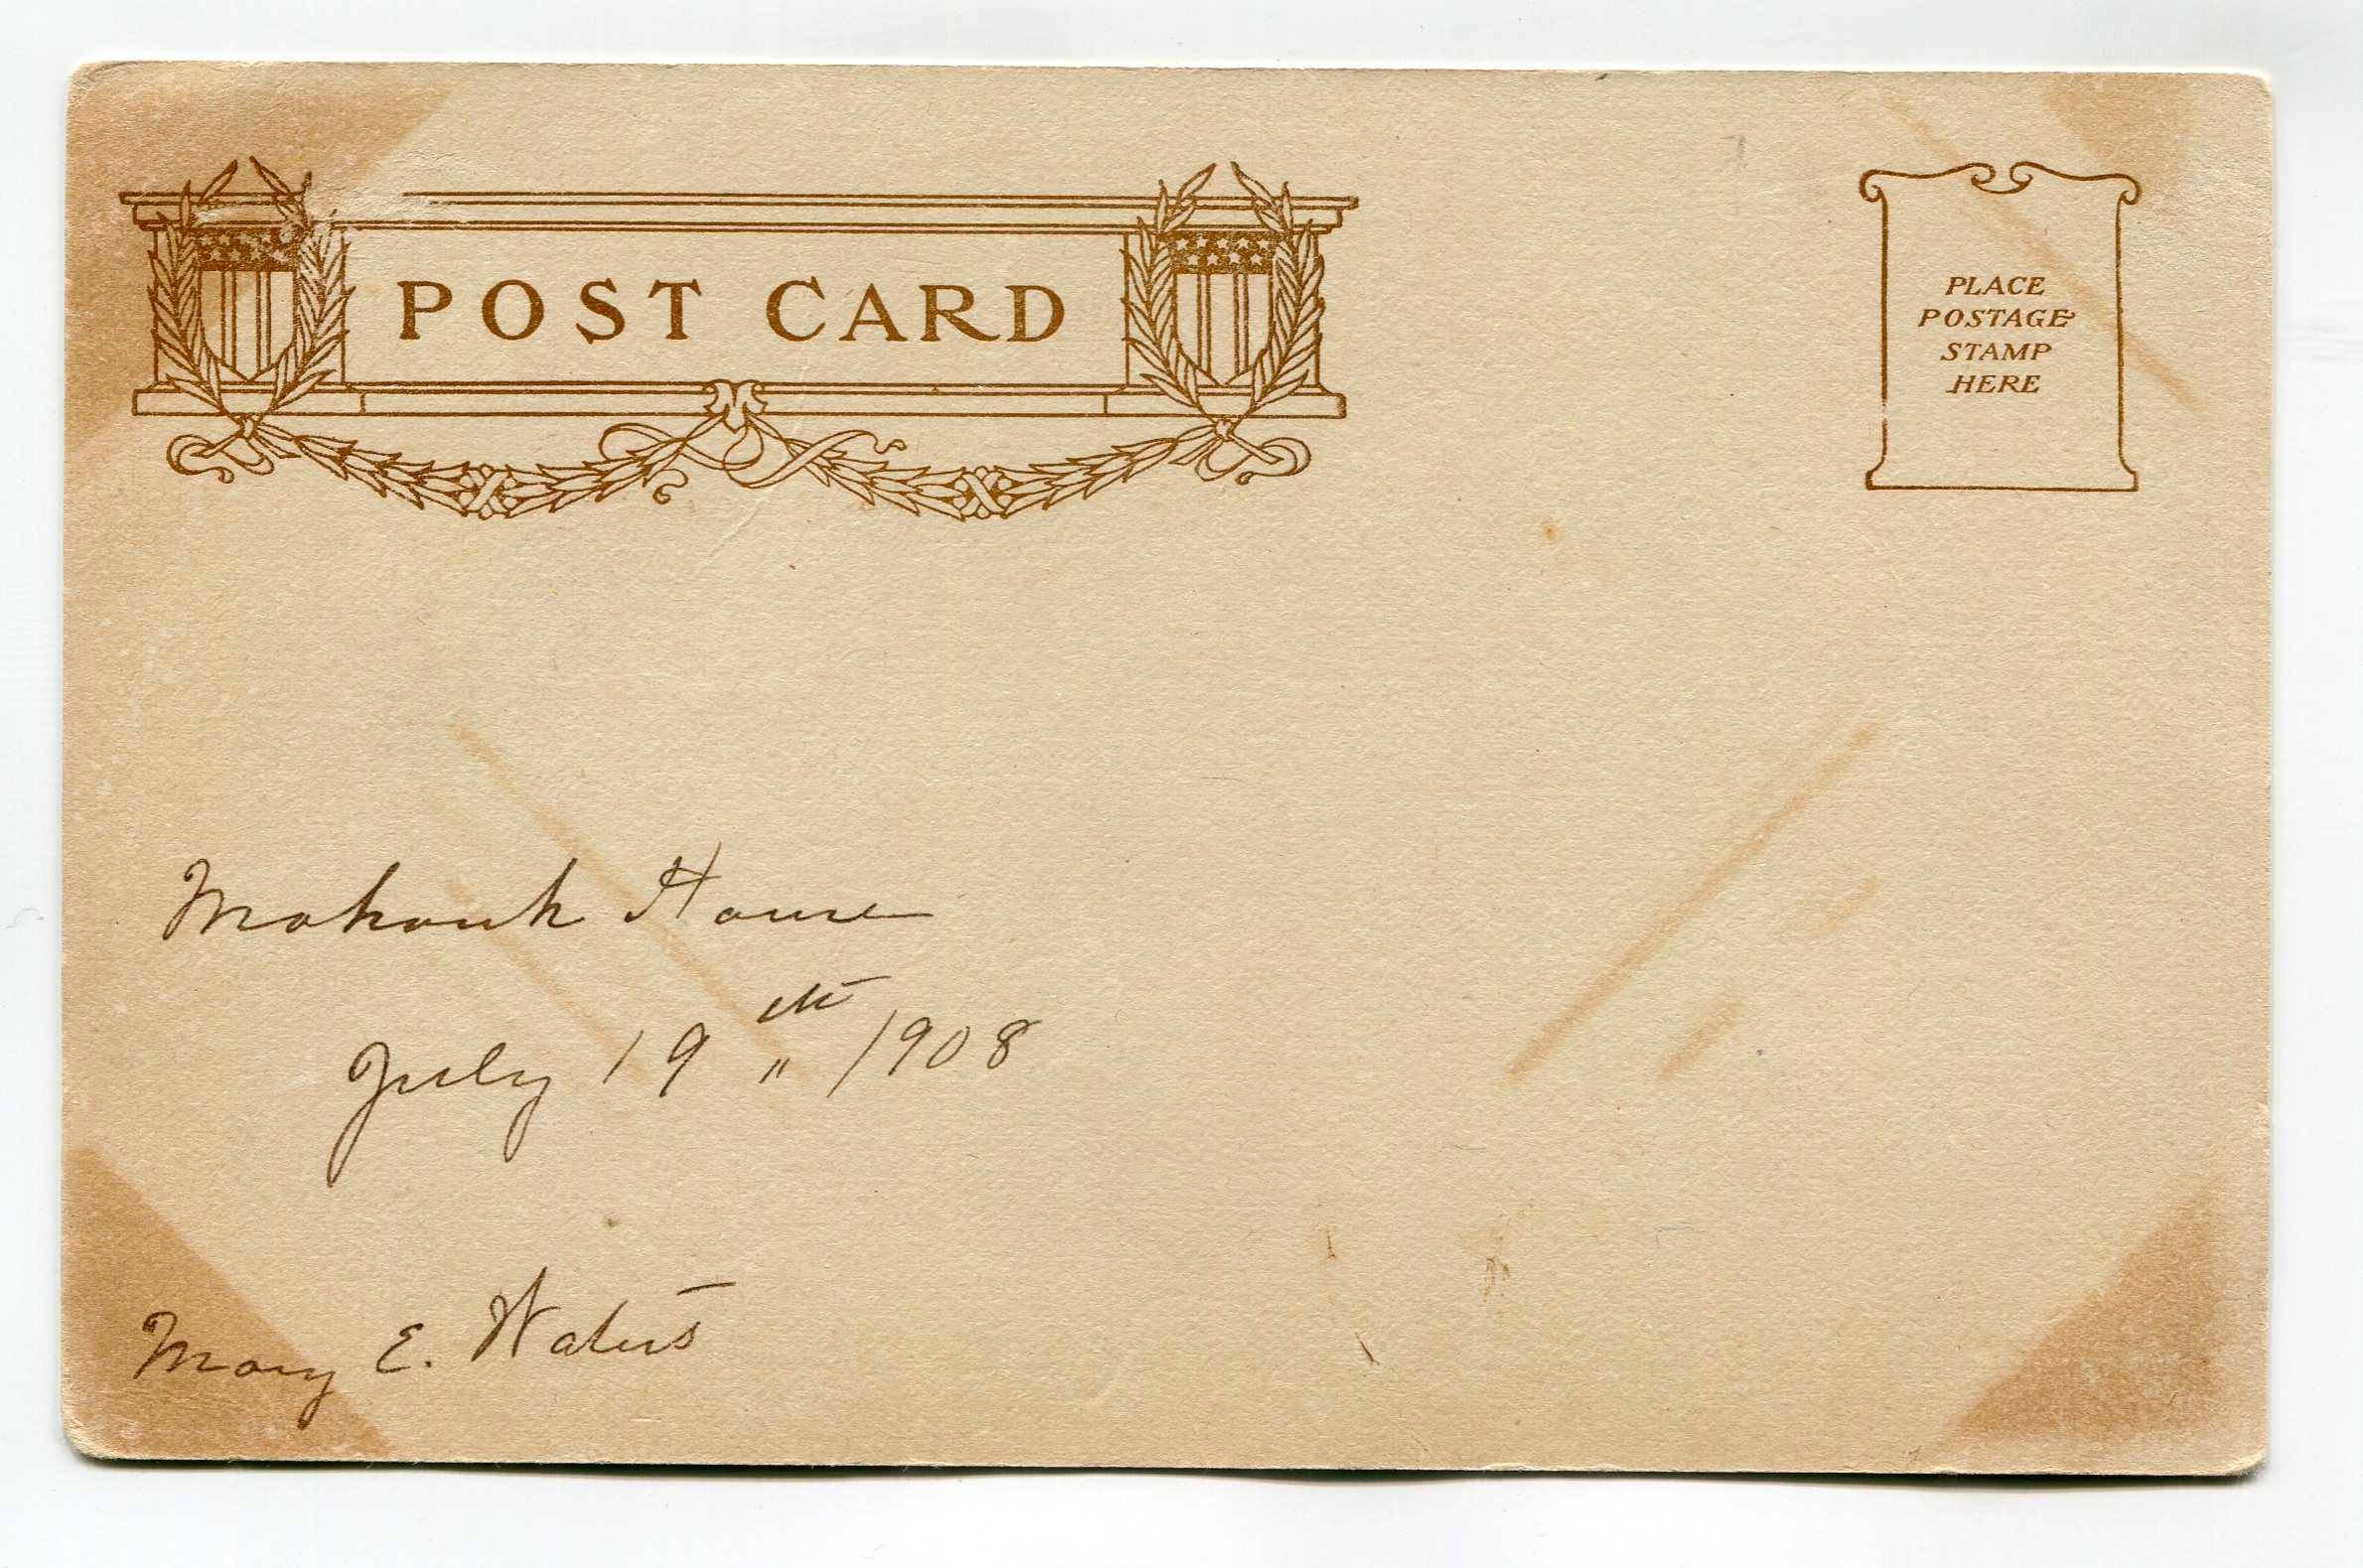 POST CARD
PLACE
POSTAGE
STAMP
HERE
Mohonk House
July 19th 1908
Mary E. Waters